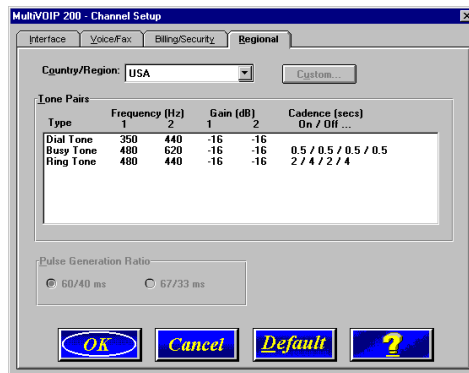 MultiVOIP 200 - Channel Setup
Interface Voice/Fax Billing/Security Regional
Country/Region: USA Custom...
Tone Pairs
Frequency (Hz) Gain (dB) Cadence (secs)
Type 1 2 1 2 On / Off ...
Dial Tone 350 440 -16 -16
Busy Tone 480 620 -16 -16 0.5 / 0.5 / 0.5 / 0.5
Ring Tone 480 440 -16 -16 2 / 4 / 2 / 4
Pulse Generation Ratio
60/40 ms 67/33 ms
OK Cancel Default ?